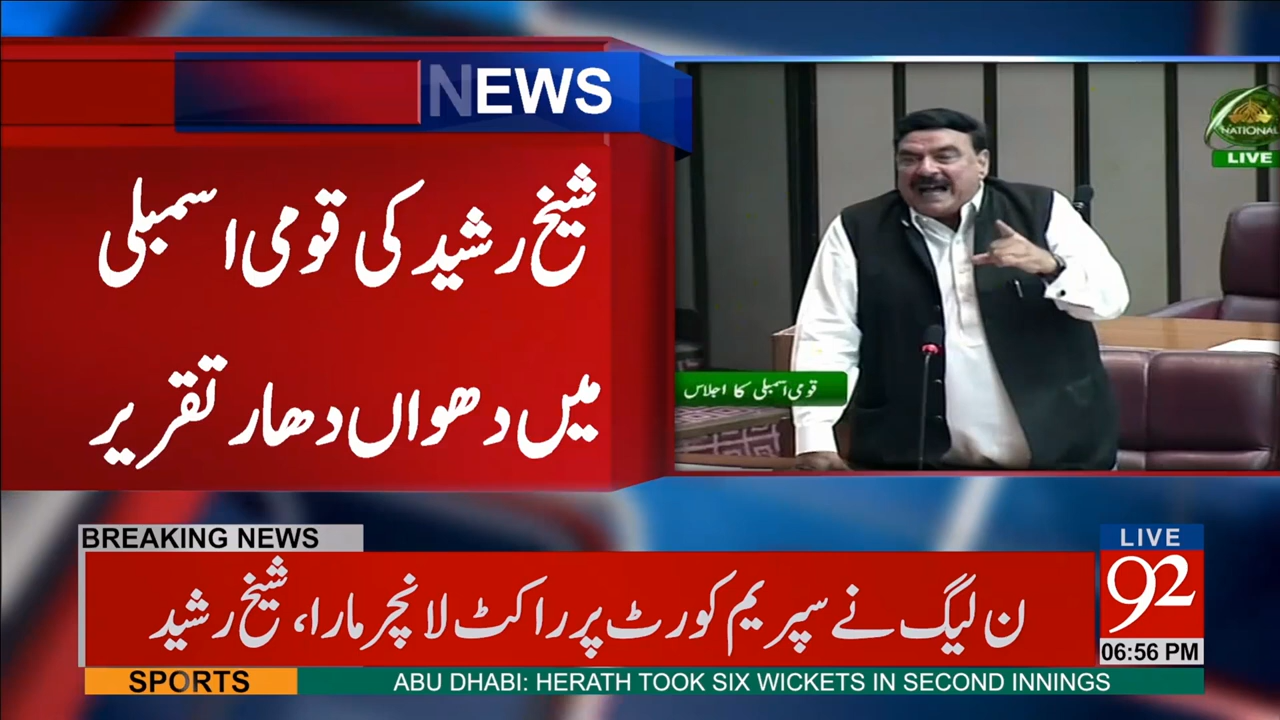 NEWS
شیخ رشید کی قومی اسمبلی
میں دھواں دھار تقریر
NATIONAL
LIVE
قومی اسمبلی کا اجلاس
BREAKING NEWS
ن لیگ نے سپریم کورٹ پر راکٹ لانچر مارا، شیخ رشید
LIVE
92
06:56 PM
SPORTS
ABU DHABI: HERATH TOOK SIX WICKETS IN SECOND INNINGS